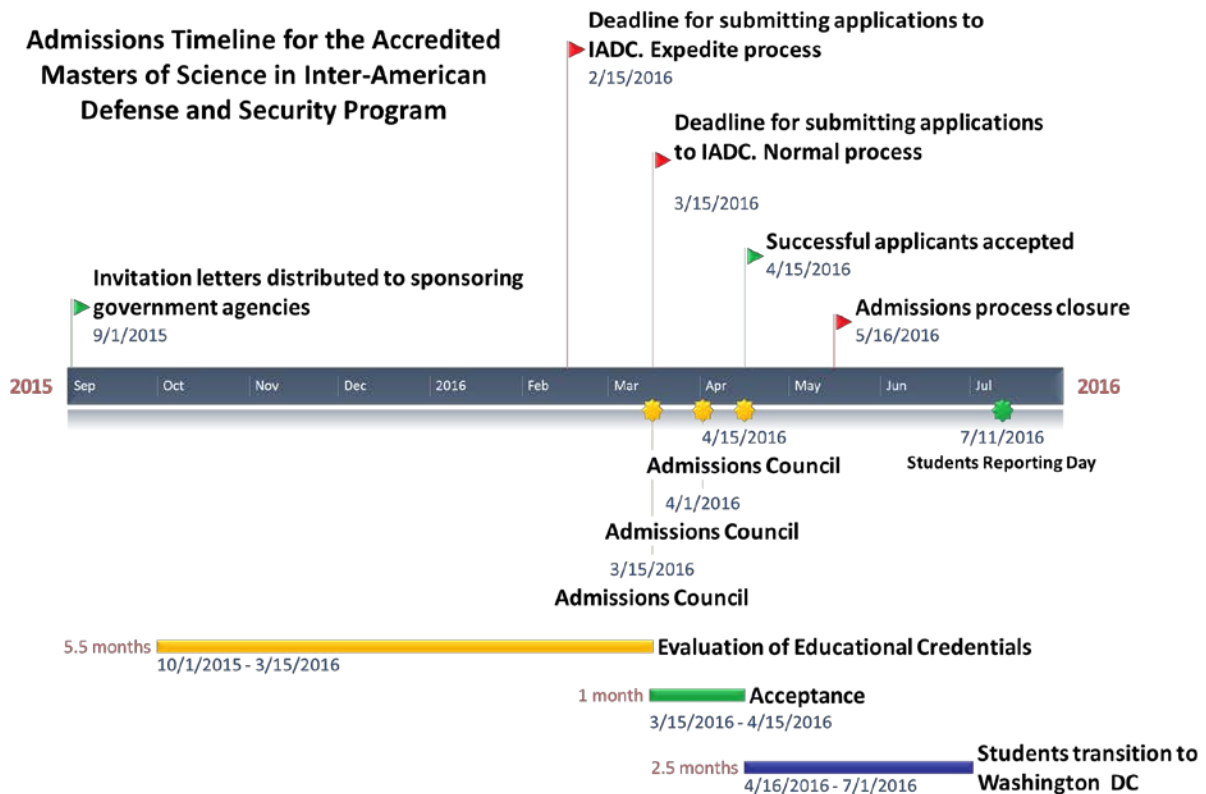 Admissions Timeline for the Accredited
Masters of Science in Inter-American
Defense and Security Program
Deadline for submitting applications to
IADC. Expedite process
2/15/2016
Deadline for submitting applications
to IADC. Normal process
3/15/2016
Successful applicants accepted
4/15/2016
Invitation letters distributed to sponsoring
government agencies
9/1/2015
Admissions process closure
5/16/2016
2015 Sep Oct Nov Dec 2016 Feb Mar Apr May Jun Jul 2016
4/15/2016
Admissions Council
7/11/2016
Students Reporting Day
4/1/2016
Admissions Council
3/15/2016
Admissions Council
5.5 months Evaluation of Educational Credentials
10/1/2015 - 3/15/2016
1 month Acceptance
3/15/2016 - 4/15/2016
2.5 months Students transition to
Washington DC
4/16/2016 - 7/1/2016